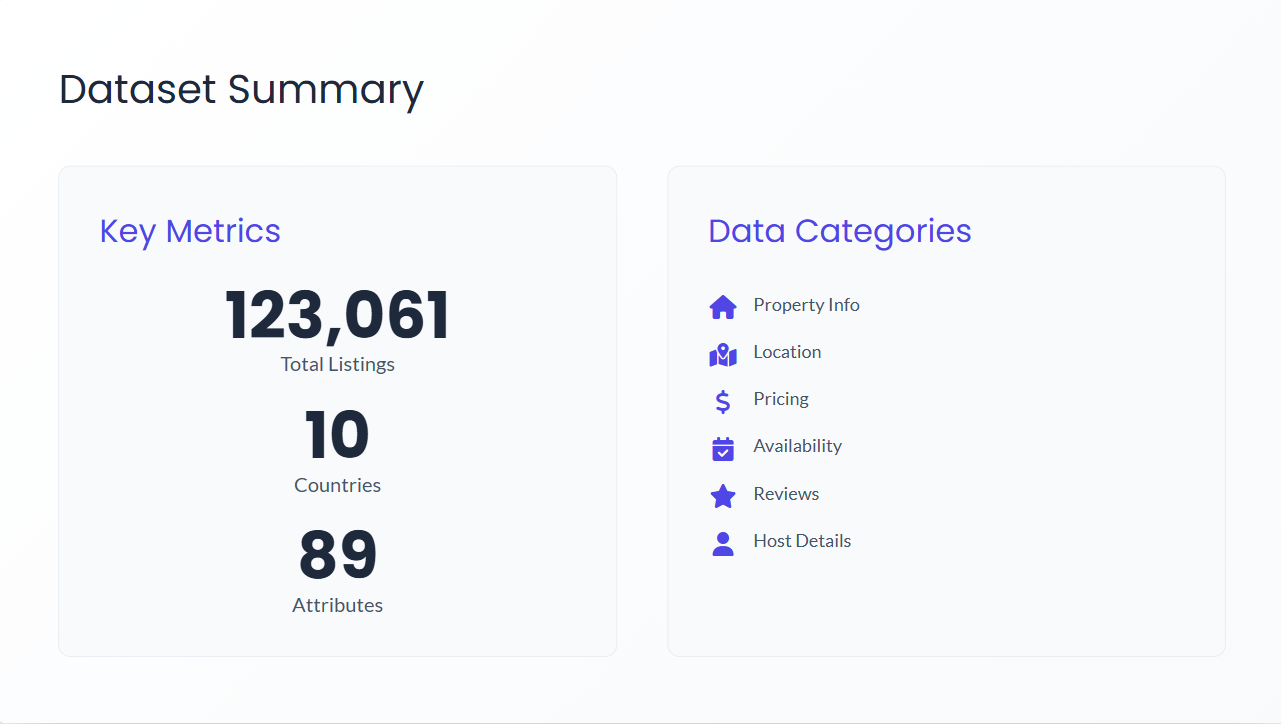 Dataset Summary
Key Metrics
123,061
Total Listings
10
Countries
89
Attributes
Data Categories
Property Info
Location
Pricing
Availability
Reviews
Host Details